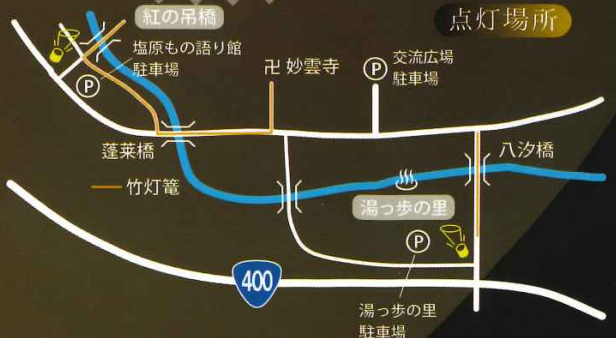 点灯場所
紅の吊橋
塩原もの語り館
駐車場
P
卍 妙雲寺
P
交流広場
駐車場
蓬莱橋
八汐橋
竹灯篭
湯っ歩の里
P
400
湯っ歩の里
駐車場